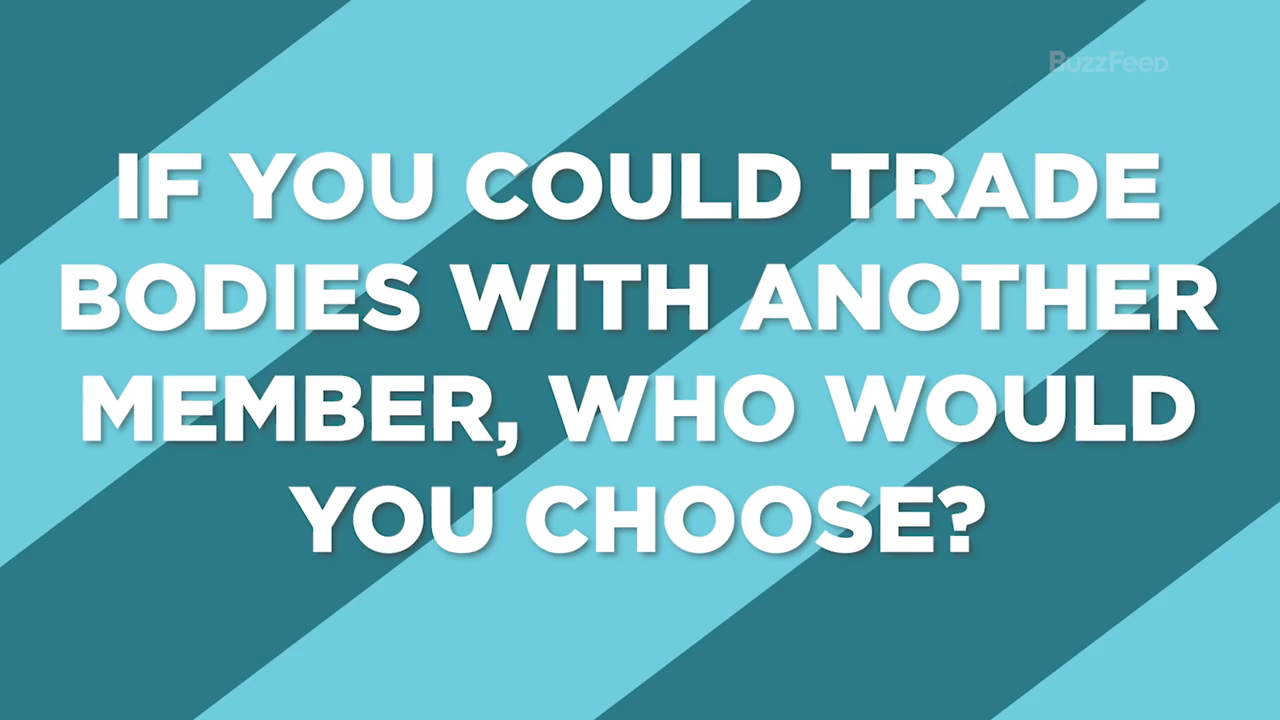 BuzzFeed
IF YOU COULD TRADE
BODIES WITH ANOTHER
MEMBER, WHO WOULD
YOU CHOOSE?